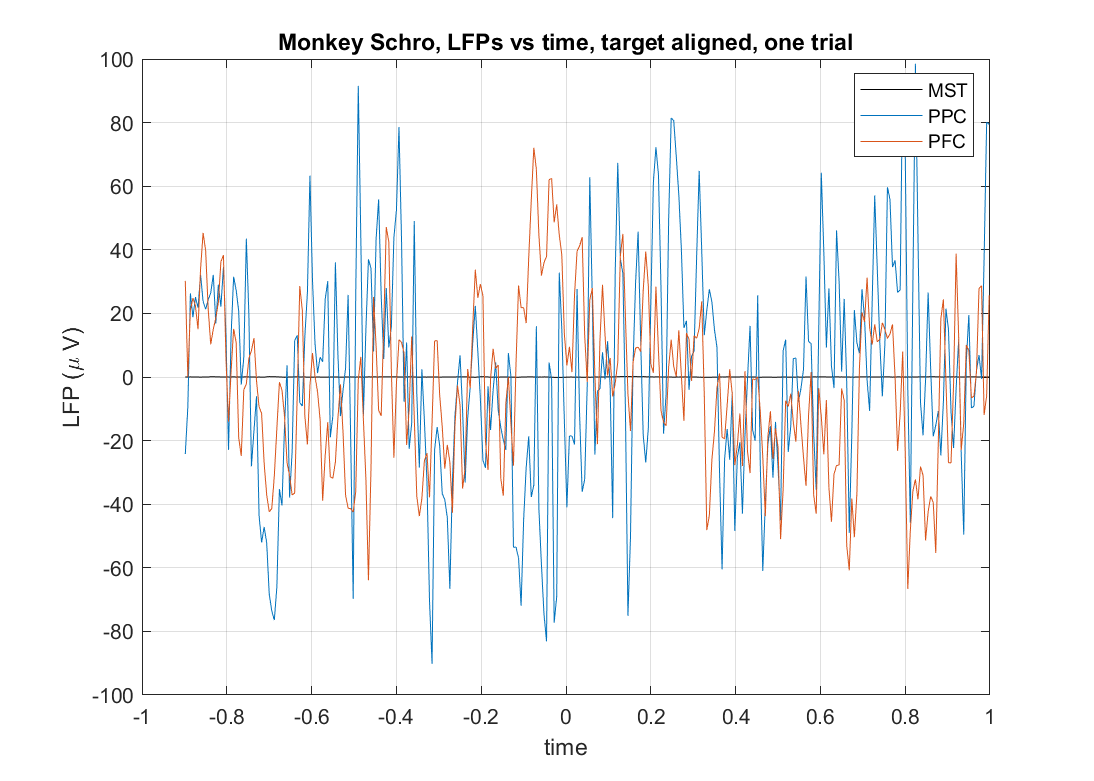 Monkey Schro, LFPs vs time, target aligned, one trial
MST
PPC
PFC
LFP (μ V)
100
80
60
40
20
0
-20
-40
-60
-80
-100
-1 -0.8 -0.6 -0.4 -0.2 0 0.2 0.4 0.6 0.8 1
time